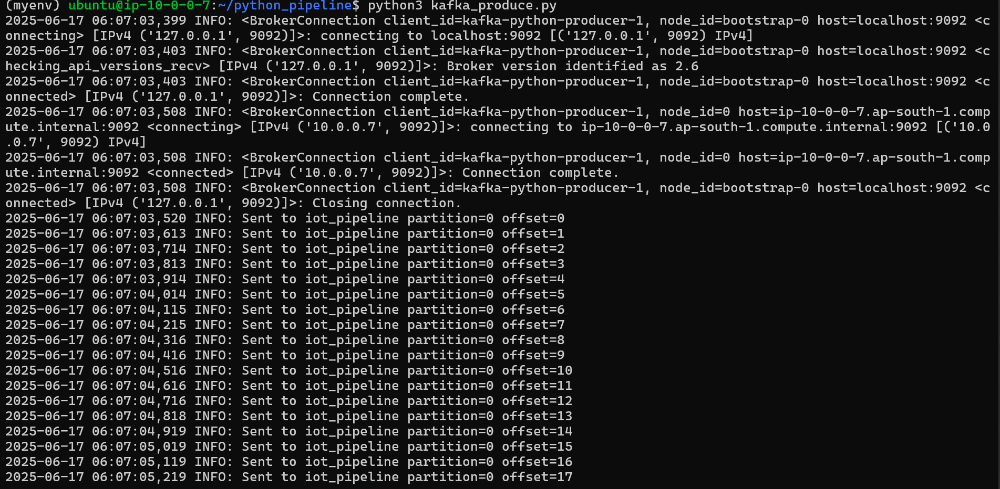 (myenv) ubuntu@ip-10-0-0-7:~/python_pipeline$ python3 kafka_produce.py
2025-06-17 06:07:03,399 INFO: <BrokerConnection client_id=kafka-python-producer-1, node_id=bootstrap-0 host=localhost:9092 <c
onnecting> [IPv4 ('127.0.0.1', 9092)]>: connecting to localhost:9092 [('127.0.0.1', 9092) IPv4]
2025-06-17 06:07:03,403 INFO: <BrokerConnection client_id=kafka-python-producer-1, node_id=bootstrap-0 host=localhost:9092 <c
hecking_api_versions_recv> [IPv4 ('127.0.0.1', 9092)]>: Broker version identified as 2.6
2025-06-17 06:07:03,403 INFO: <BrokerConnection client_id=kafka-python-producer-1, node_id=bootstrap-0 host=localhost:9092 <c
onnected> [IPv4 ('127.0.0.1', 9092)]>: Connection complete.
2025-06-17 06:07:03,508 INFO: <BrokerConnection client_id=kafka-python-producer-1, node_id=0 host=ip-10-0-0-7.ap-south-1.comp
ute.internal:9092 <connecting> [IPv4 ('10.0.0.7', 9092)]>: connecting to ip-10-0-0-7.ap-south-1.compute.internal:9092 [('10.0
.0.7', 9092) IPv4]
2025-06-17 06:07:03,508 INFO: <BrokerConnection client_id=kafka-python-producer-1, node_id=0 host=ip-10-0-0-7.ap-south-1.comp
ute.internal:9092 <connected> [IPv4 ('10.0.0.7', 9092)]>: Connection complete.
2025-06-17 06:07:03,508 INFO: <BrokerConnection client_id=kafka-python-producer-1, node_id=bootstrap-0 host=localhost:9092 <c
onnected> [IPv4 ('127.0.0.1', 9092)]>: Closing connection.
2025-06-17 06:07:03,520 INFO: Sent to iot_pipeline partition=0 offset=0
2025-06-17 06:07:03,613 INFO: Sent to iot_pipeline partition=0 offset=1
2025-06-17 06:07:03,714 INFO: Sent to iot_pipeline partition=0 offset=2
2025-06-17 06:07:03,813 INFO: Sent to iot_pipeline partition=0 offset=3
2025-06-17 06:07:03,914 INFO: Sent to iot_pipeline partition=0 offset=4
2025-06-17 06:07:04,014 INFO: Sent to iot_pipeline partition=0 offset=5
2025-06-17 06:07:04,115 INFO: Sent to iot_pipeline partition=0 offset=6
2025-06-17 06:07:04,215 INFO: Sent to iot_pipeline partition=0 offset=7
2025-06-17 06:07:04,316 INFO: Sent to iot_pipeline partition=0 offset=8
2025-06-17 06:07:04,416 INFO: Sent to iot_pipeline partition=0 offset=9
2025-06-17 06:07:04,516 INFO: Sent to iot_pipeline partition=0 offset=10
2025-06-17 06:07:04,616 INFO: Sent to iot_pipeline partition=0 offset=11
2025-06-17 06:07:04,716 INFO: Sent to iot_pipeline partition=0 offset=12
2025-06-17 06:07:04,818 INFO: Sent to iot_pipeline partition=0 offset=13
2025-06-17 06:07:04,919 INFO: Sent to iot_pipeline partition=0 offset=14
2025-06-17 06:07:05,019 INFO: Sent to iot_pipeline partition=0 offset=15
2025-06-17 06:07:05,119 INFO: Sent to iot_pipeline partition=0 offset=16
2025-06-17 06:07:05,219 INFO: Sent to iot_pipeline partition=0 offset=17